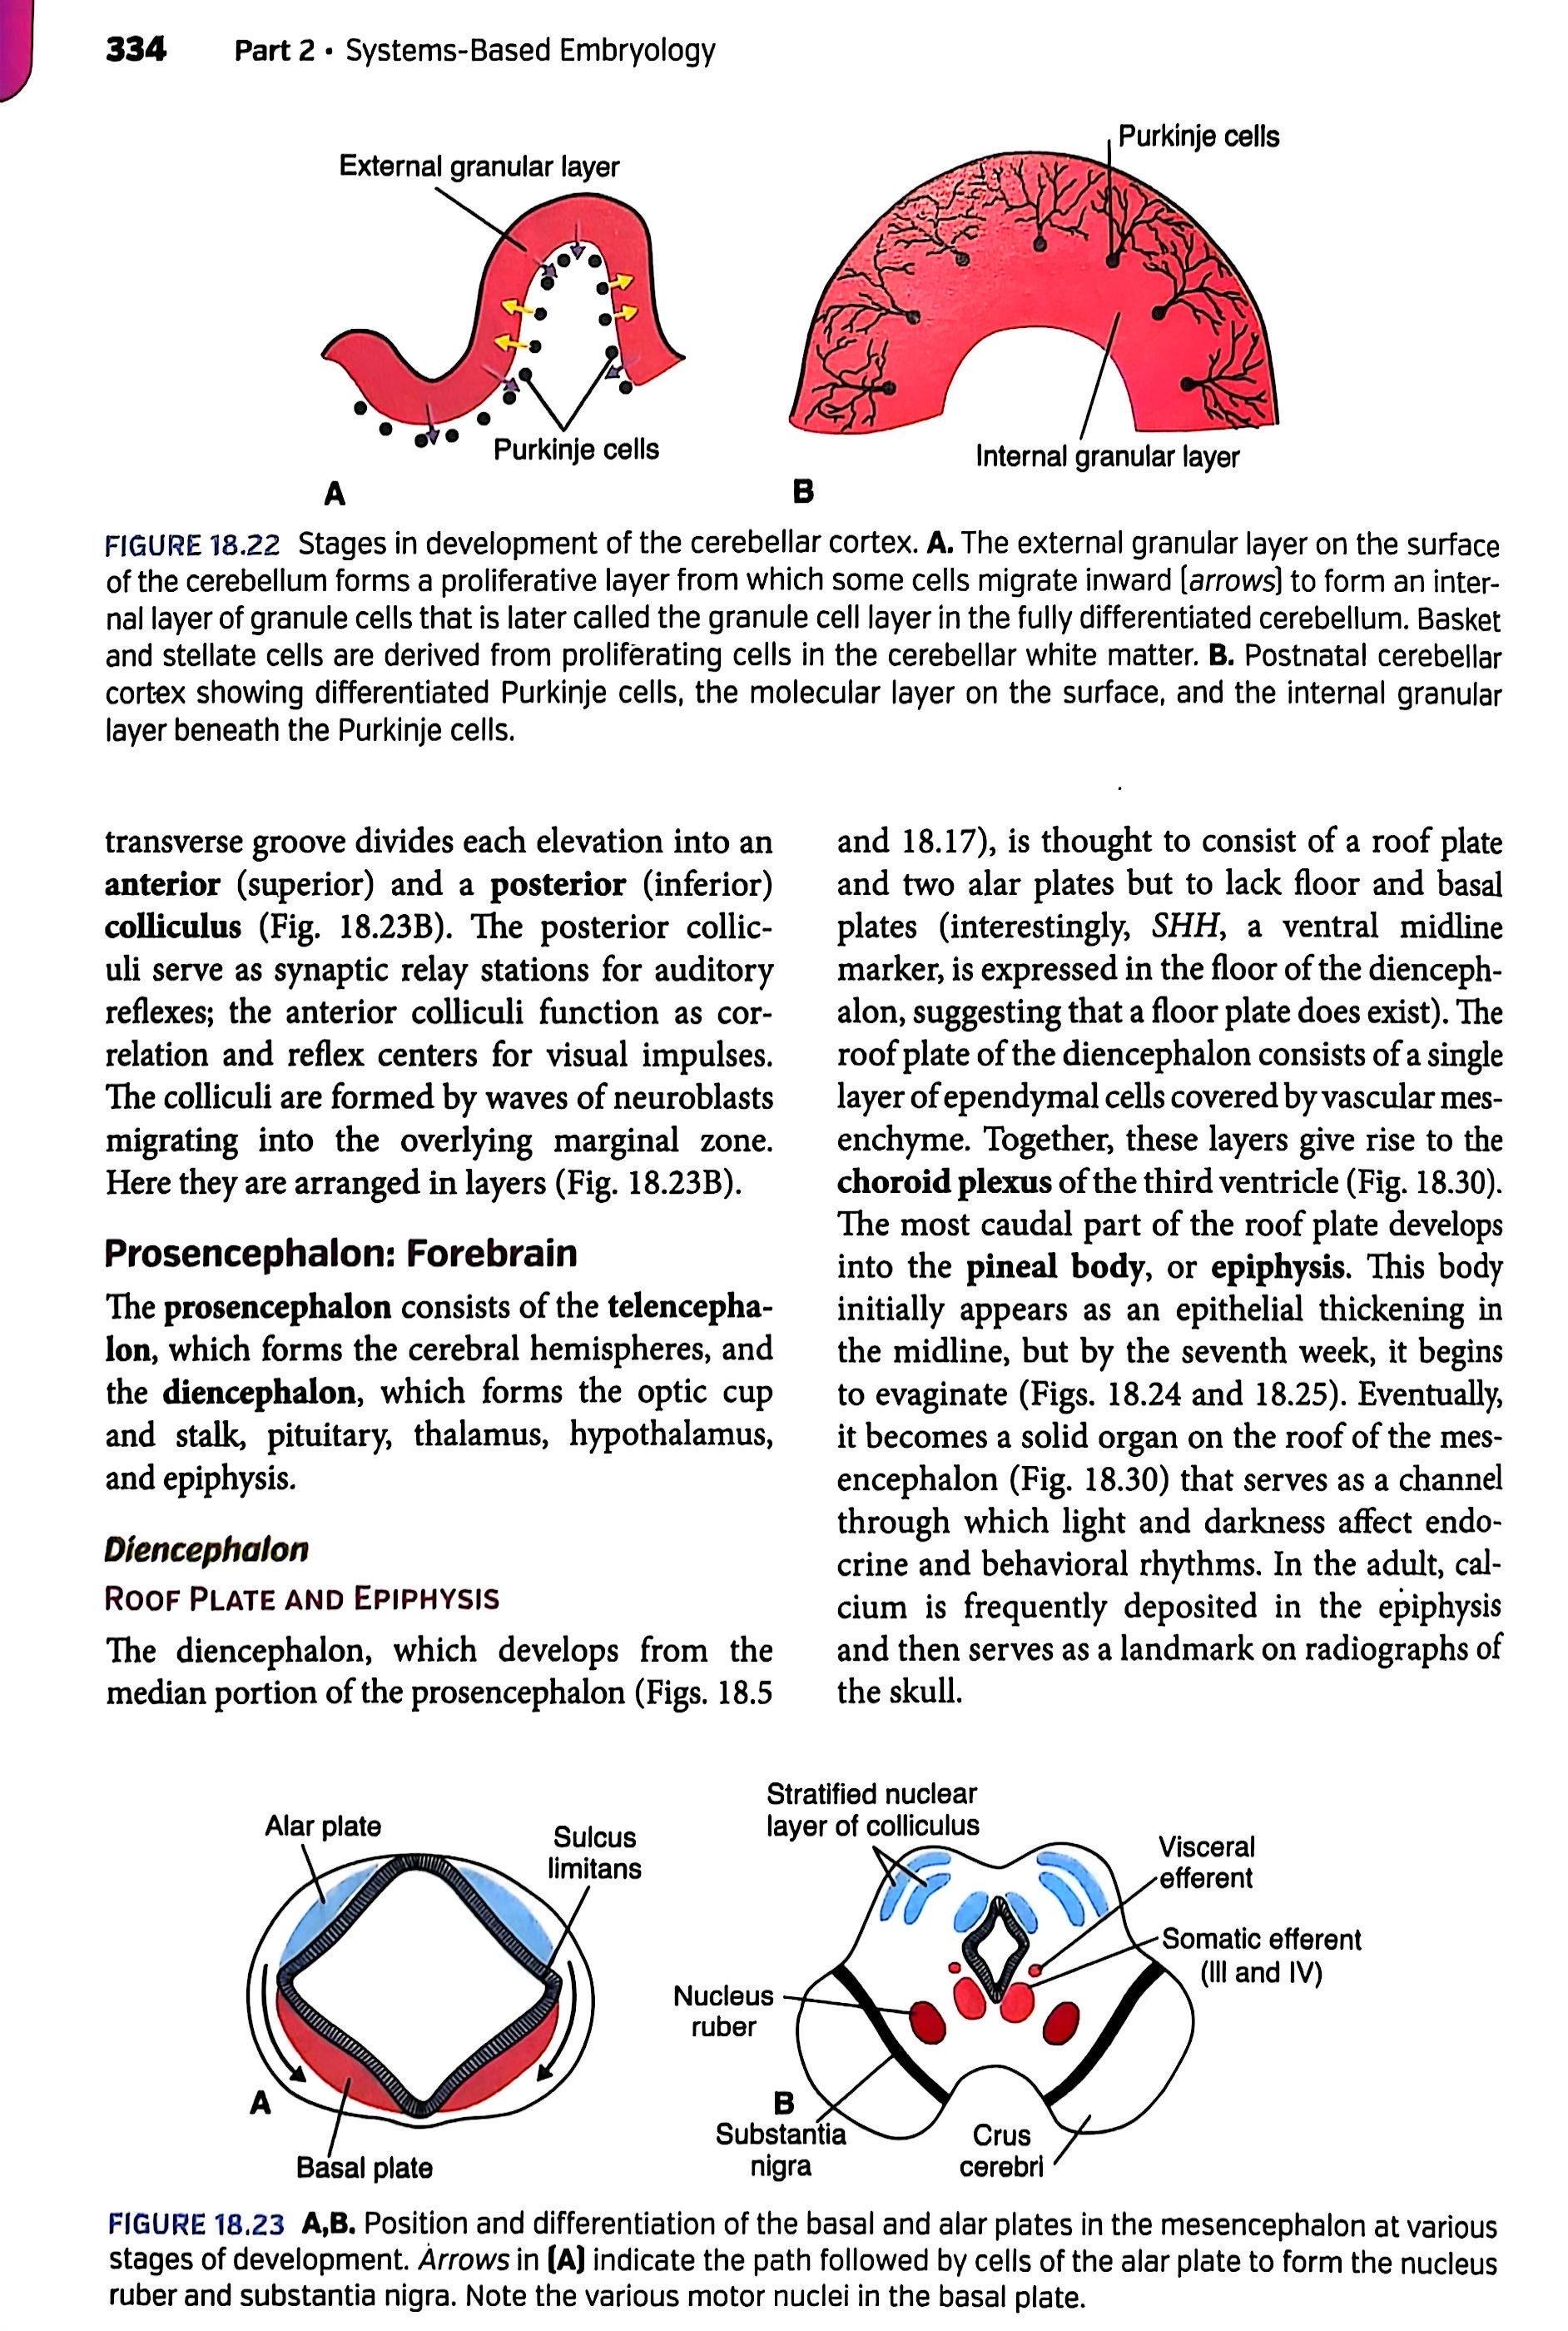 334 Part 2 • Systems-Based Embryology
External granular layer
Purkinje cells
Purkinje cells
Internal granular layer
A
B
FIGURE 18.22 Stages in development of the cerebellar cortex. A. The external granular layer on the surface
of the cerebellum forms a proliferative layer from which some cells migrate inward (arrows) to form an inter-
nal layer of granule cells that is later called the granule cell layer in the fully differentiated cerebellum. Basket
and stellate cells are derived from proliferating cells in the cerebellar white matter. B. Postnatal cerebellar
cortex showing differentiated Purkinje cells, the molecular layer on the surface, and the internal granular
layer beneath the Purkinje cells.
transverse groove divides each elevation into an
anterior (superior) and a posterior (inferior)
colliculus (Fig. 18.23B). The posterior collic-
uli serve as synaptic relay stations for auditory
reflexes; the anterior colliculi function as cor-
relation and reflex centers for visual impulses.
The colliculi are formed by waves of neuroblasts
migrating into the overlying marginal zone.
Here they are arranged in layers (Fig. 18.23B).
Prosencephalon: Forebrain
The prosencephalon consists of the telencepha-
lon, which forms the cerebral hemispheres, and
the diencephalon, which forms the optic cup
and stalk, pituitary, thalamus, hypothalamus,
and epiphysis.
Diencephalon
ROOF PLATE AND EPIPHYSIS
The diencephalon, which develops from the
median portion of the prosencephalon (Figs. 18.5
and 18.17), is thought to consist of a roof plate
and two alar plates but to lack floor and basal
plates (interestingly, SHH, a ventral midline
marker, is expressed in the floor of the dienceph-
alon, suggesting that a floor plate does exist). The
roof plate of the diencephalon consists of a single
layer of ependymal cells covered by vascular mes-
enchyme. Together, these layers give rise to the
choroid plexus of the third ventricle (Fig. 18.30).
The most caudal part of the roof plate develops
into the pineal body, or epiphysis. This body
initially appears as an epithelial thickening in
the midline, but by the seventh week, it begins
to evaginate (Figs. 18.24 and 18.25). Eventually,
it becomes a solid organ on the roof of the mes-
encephalon (Fig. 18.30) that serves as a channel
through which light and darkness affect endo-
crine and behavioral rhythms. In the adult, cal-
cium is frequently deposited in the epiphysis
and then serves as a landmark on radiographs of
the skull.
Alar plate
Sulcus
limitans
A
Basal plate
Stratified nuclear
layer of colliculus
Visceral
efferent
Somatic efferent
(III and IV)
Nucleus
ruber
B
Substantia
nigra
Crus
cerebri
FIGURE 18.23 A,B. Position and differentiation of the basal and alar plates in the mesencephalon at various
stages of development. Arrows in (A) indicate the path followed by cells of the alar plate to form the nucleus
ruber and substantia nigra. Note the various motor nuclei in the basal plate.